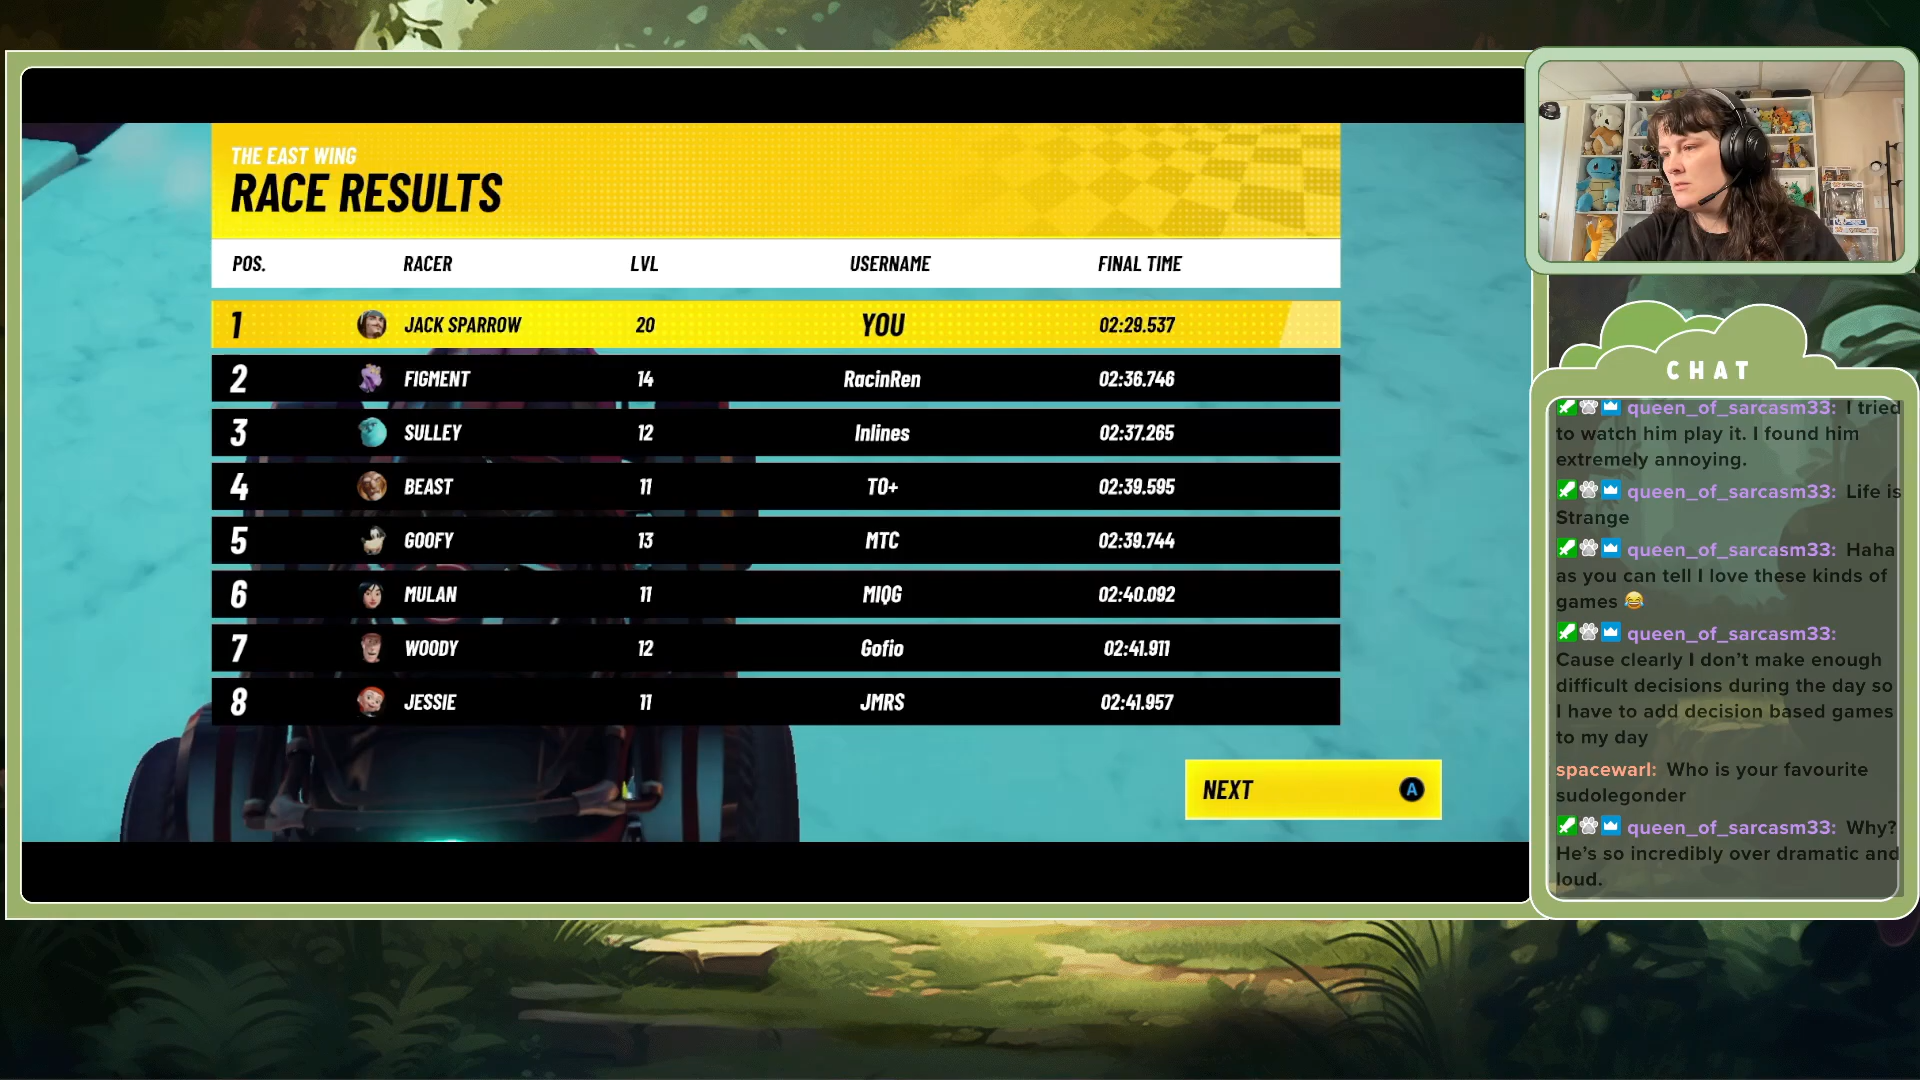 THE EAST WING
RACE RESULTS
POS. RACER LVL USERNAME FINAL TIME
1 JACK SPARROW 20 YOU 02:29.537
2 FIGMENT 14 RacinRen 02:36.746
3 SULLEY 12 Inlines 02:37.265
4 BEAST 11 TO+ 02:39.595
5 GOOFY 13 MTC 02:39.744
6 MULAN 11 MIQG 02:40.092
7 WOODY 12 Gofio 02:41.911
8 JESSIE 11 JMRS 02:41.957
NEXT A
CHAT
queen_of_sarcasm33: I tried
to watch him play it. I found him
extremely annoying.
queen_of_sarcasm33: Life is
Strange
queen_of_sarcasm33: Haha
as you can tell I love these kinds of
games 😂
queen_of_sarcasm33:
Cause clearly I don't make enough
difficult decisions during the day so
I have to add decision based games
to my day
spacewarl: Who is your favourite
sudolegonder
queen_of_sarcasm33: Why?
He's so incredibly over dramatic and
loud.